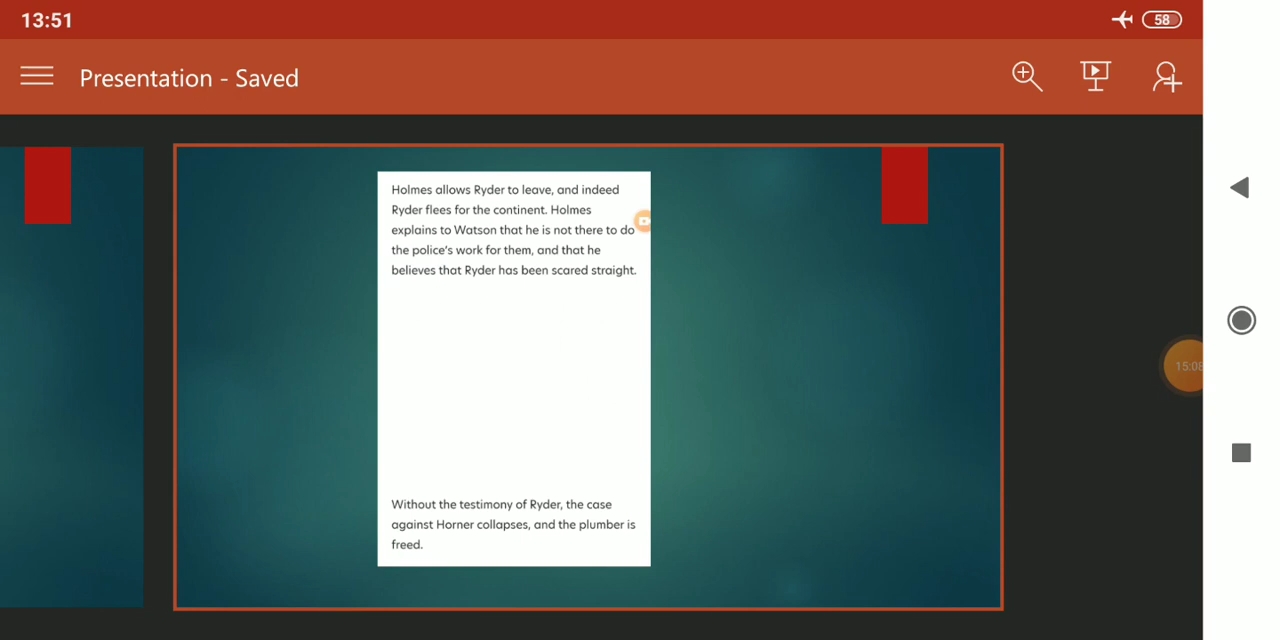 13:51
58
Presentation - Saved
Holmes allows Ryder to leave, and indeed
Ryder flees for the continent. Holmes
explains to Watson that he is not there to do
the police's work for them, and that he
believes that Ryder has been scared straight.
15:08
Without the testimony of Ryder, the case
against Horner collapses, and the plumber is
freed.